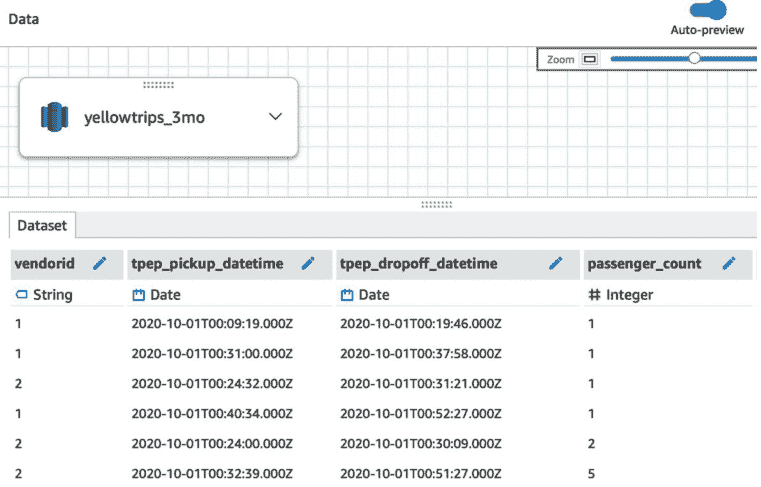 Data
Auto-preview
Zoom
yellowtrips_3mo
Dataset
vendorid tpep_pickup_datetime tpep_dropoff_datetime passenger_count
String Date Date # Integer
1 2020-10-01T00:09:19.000Z 2020-10-01T00:19:46.000Z 1
1 2020-10-01T00:31:00.000Z 2020-10-01T00:37:58.000Z 1
2 2020-10-01T00:24:32.000Z 2020-10-01T00:31:21.000Z 1
1 2020-10-01T00:40:34.000Z 2020-10-01T00:52:27.000Z 1
2 2020-10-01T00:24:00.000Z 2020-10-01T00:30:09.000Z 2
2 2020-10-01T00:32:39.000Z 2020-10-01T00:51:27.000Z 5